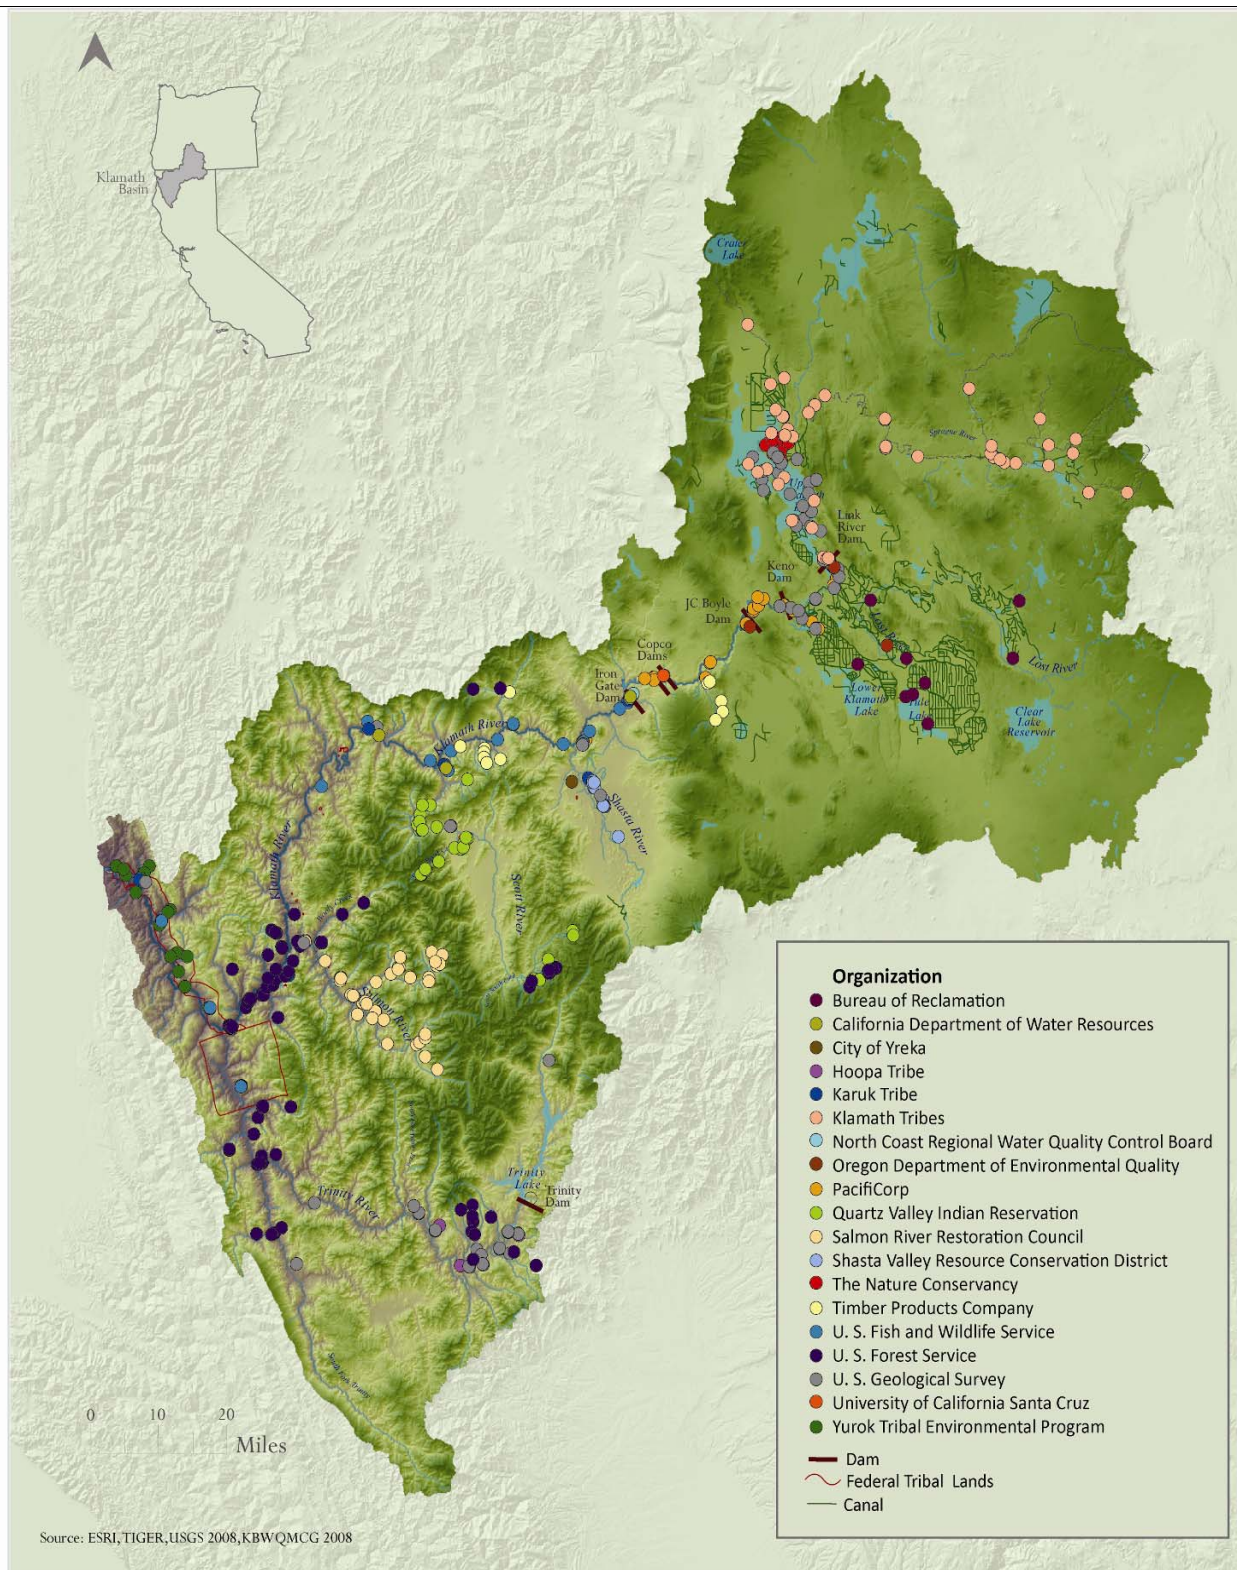 Klamath
Basin
Crater
Lake
Sprague River
Link
River
Dam
Keno
Dam
JC Boyle
Dam
Copco
Dams
Iron
Gate
Dam
Lost River
Lost River
Lower
Klamath
Lake
Tule
Lake
Clear
Lake
Reservoir
Klamath River
Shasta River
Klamath River
Scott River
Salmon River
Trinity
Lake
Trinity
Dam
Trinity River
South Fork Trinity
0 10 20
Miles
Source: ESRI,TIGER,USGS 2008,KBWQMCG 2008
Organization
Bureau of Reclamation
California Department of Water Resources
City of Yreka
Hoopa Tribe
Karuk Tribe
Klamath Tribes
North Coast Regional Water Quality Control Board
Oregon Department of Environmental Quality
PacifiCorp
Quartz Valley Indian Reservation
Salmon River Restoration Council
Shasta Valley Resource Conservation District
The Nature Conservancy
Timber Products Company
U. S. Fish and Wildlife Service
U. S. Forest Service
U. S. Geological Survey
University of California Santa Cruz
Yurok Tribal Environmental Program
Dam
Federal Tribal Lands
Canal